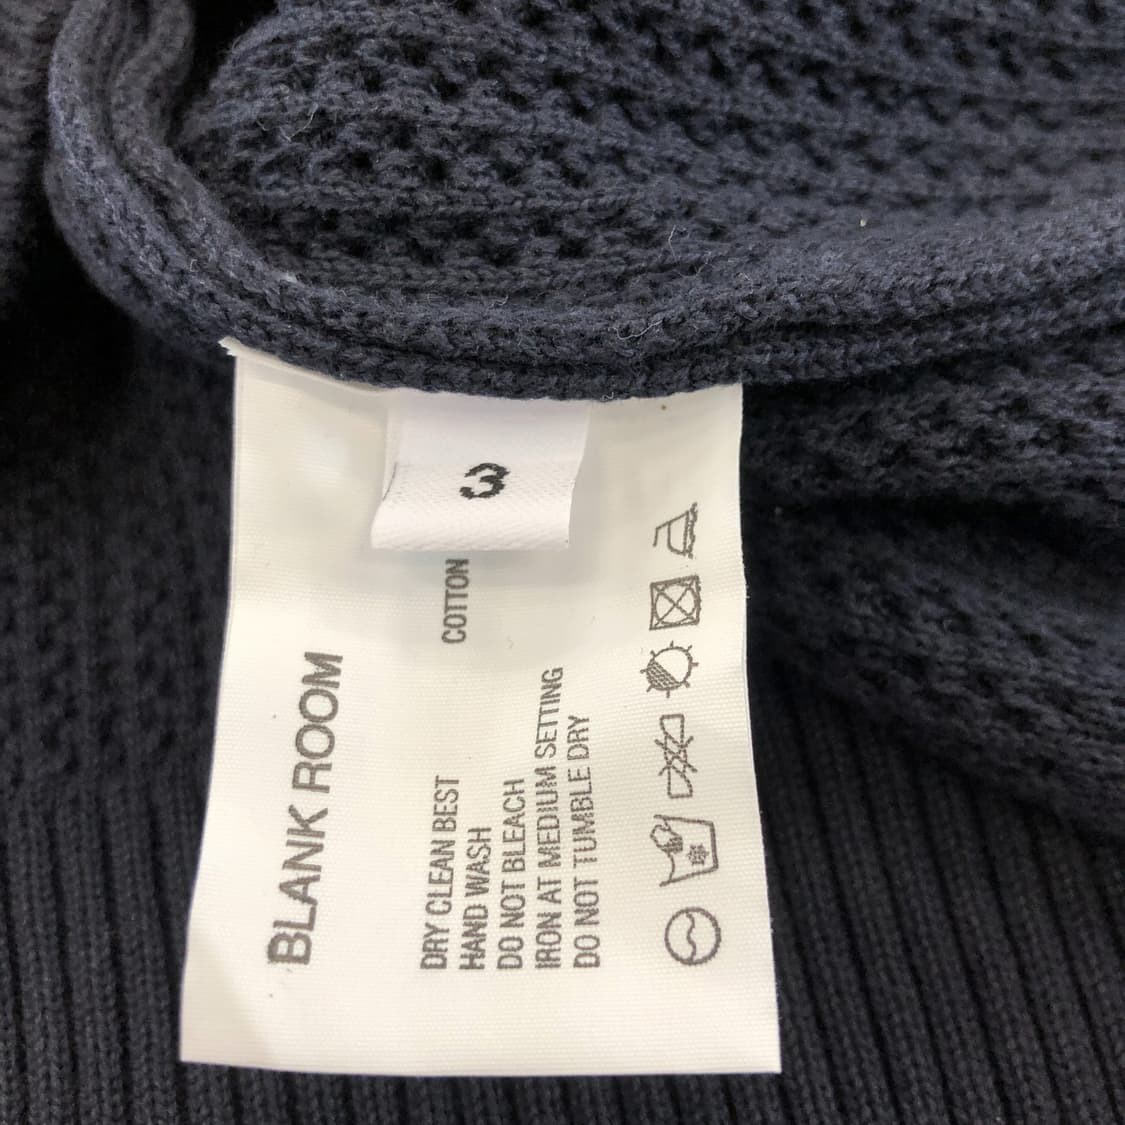 BLANK ROOM
DRY CLEAN BEST
HAND WASH
DO NOT BLEACH
IRON AT MEDIUM SETTING
DO NOT TUMBLE DRY
COTTON
3